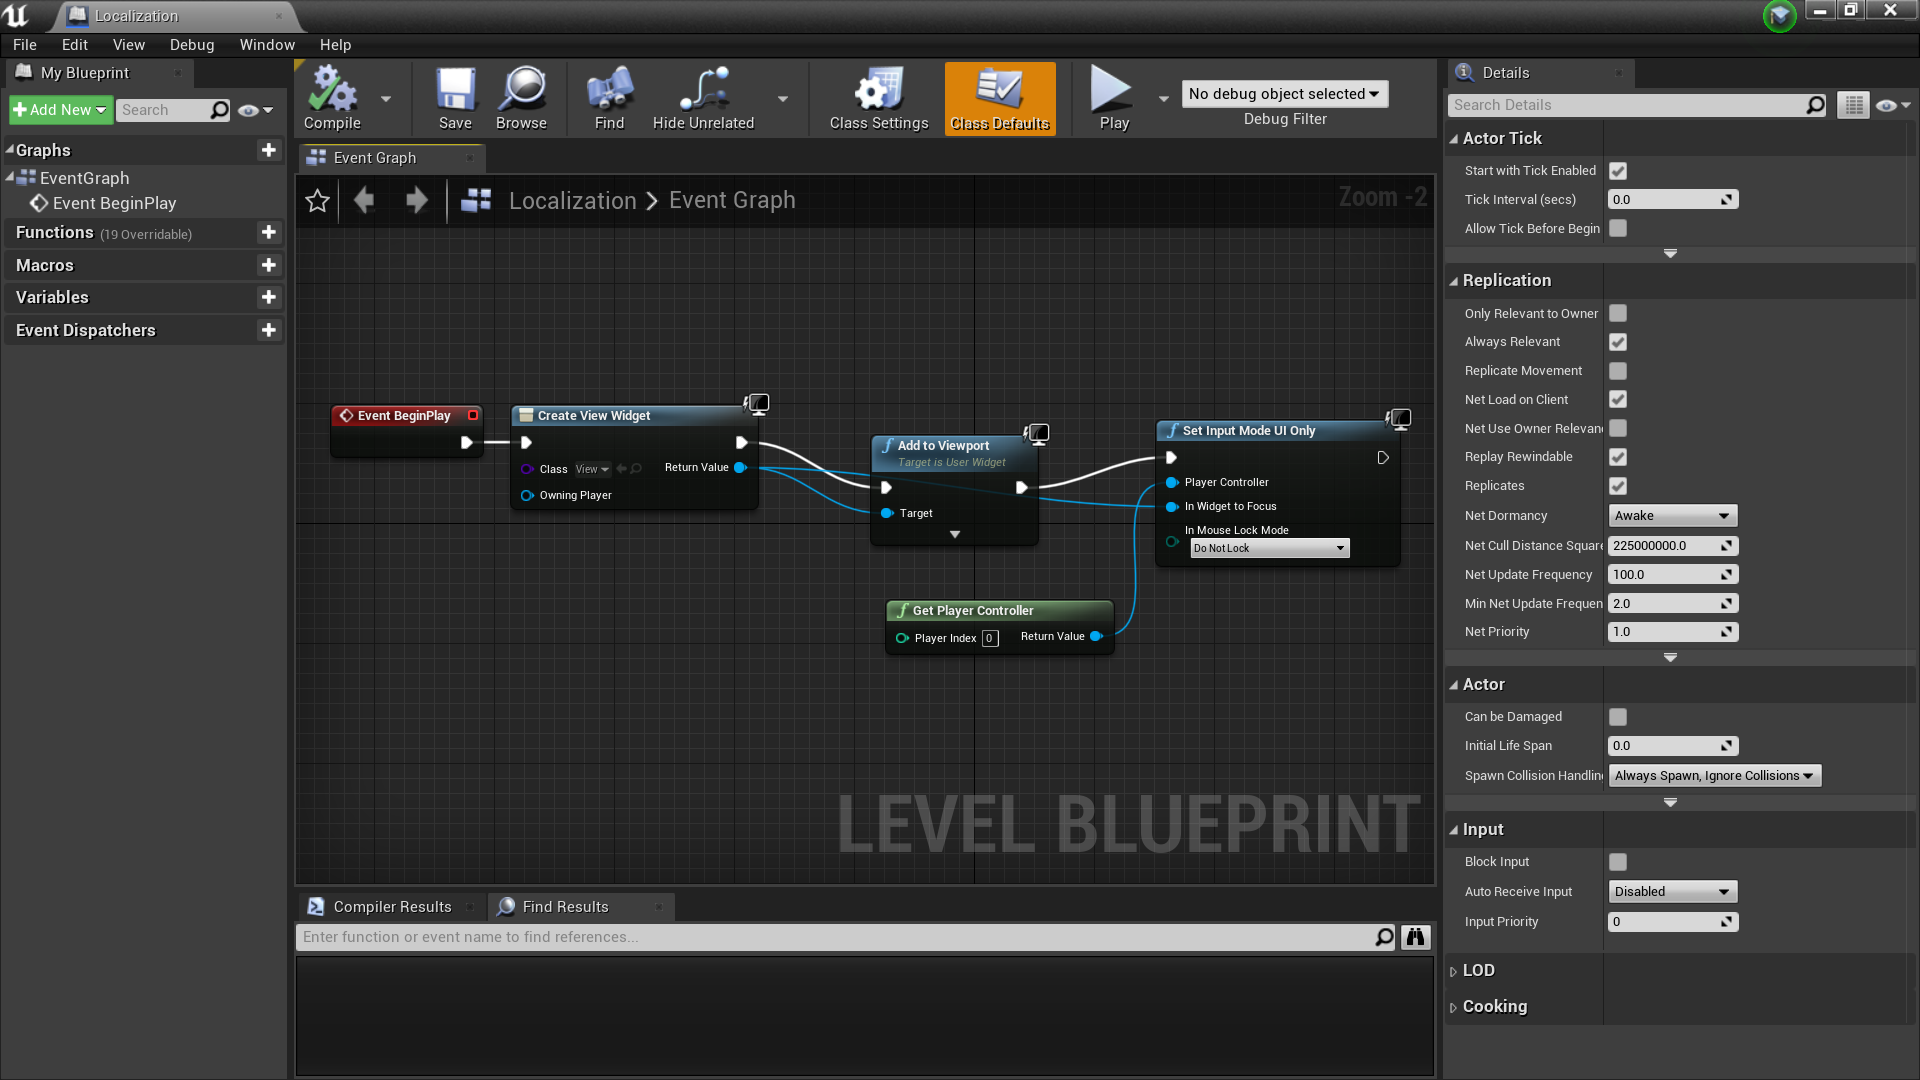 Localization
File Edit View Debug Window Help
My Blueprint
Add New
Search
Graphs
EventGraph
Event BeginPlay
Functions (19 Overridable)
Macros
Variables
Event Dispatchers
Compile
Save
Browse
Find
Hide Unrelated
Class Settings
Class Defaults
Play
No debug object selected
Debug Filter
Event Graph
Localization > Event Graph
Zoom -2
Event BeginPlay
Create View Widget
Class View
Return Value
Owning Player
Add to Viewport
Target is User Widget
Target
Set Input Mode UI Only
Player Controller
In Widget to Focus
In Mouse Lock Mode
Do Not Lock
Get Player Controller
Player Index 0
Return Value
LEVEL BLUEPRINT
Compiler Results
Find Results
Enter function or event name to find references...
Details
Search Details
Actor Tick
Start with Tick Enabled
Tick Interval (secs) 0.0
Allow Tick Before Begin
Replication
Only Relevant to Owner
Always Relevant
Replicate Movement
Net Load on Client
Net Use Owner Relevan
Replay Rewindable
Replicates
Net Dormancy Awake
Net Cull Distance Square 225000000.0
Net Update Frequency 100.0
Min Net Update Frequen 2.0
Net Priority 1.0
Actor
Can be Damaged
Initial Life Span 0.0
Spawn Collision Handlin Always Spawn, Ignore Collisions
Input
Block Input
Auto Receive Input Disabled
Input Priority 0
LOD
Cooking